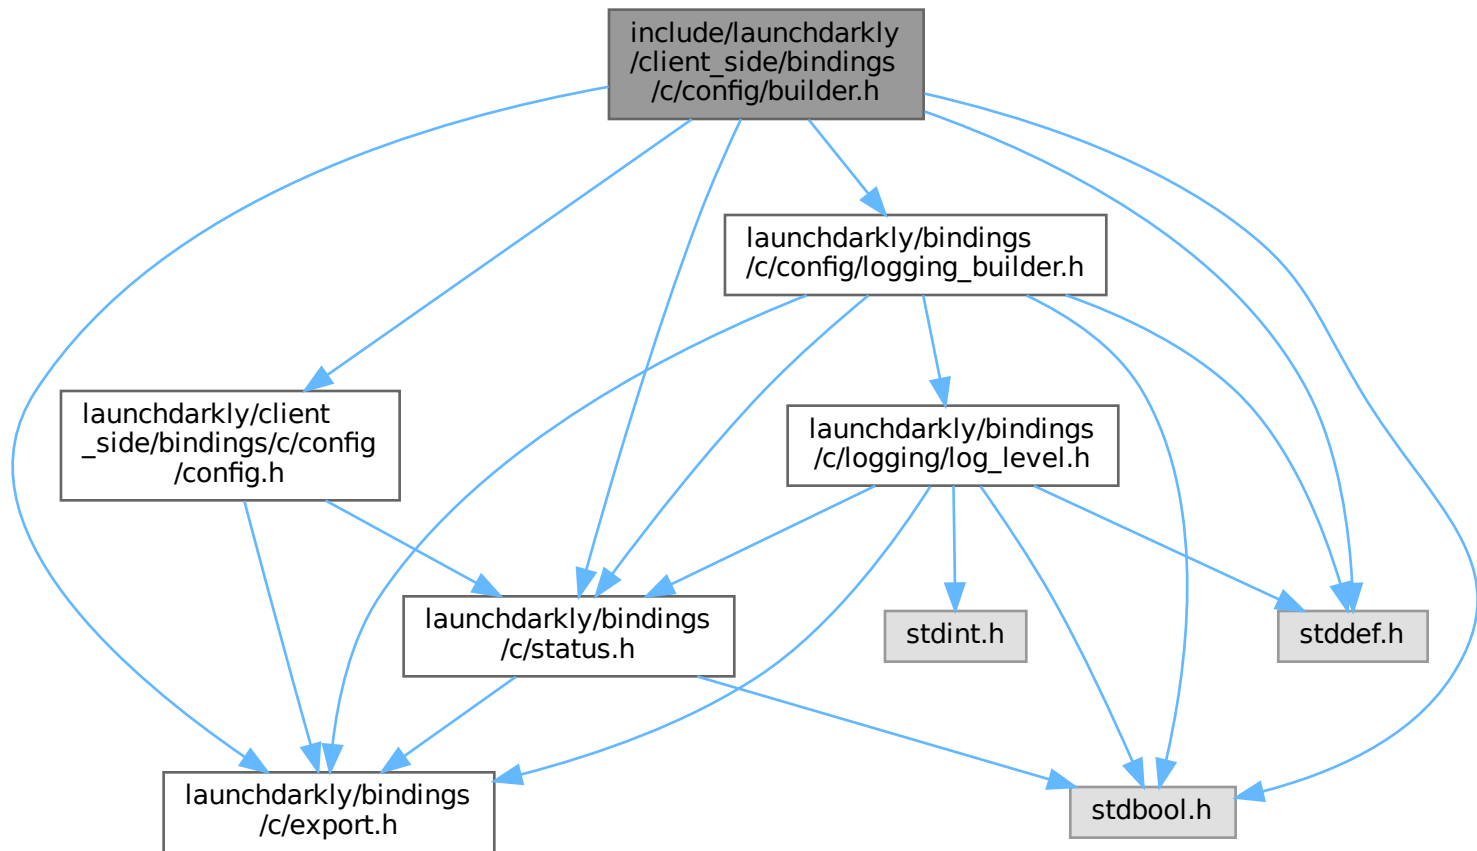 include/launchdarkly
/client_side/bindings
/c/config/builder.h
launchdarkly/bindings
/c/config/logging_builder.h
launchdarkly/client
_side/bindings/c/config
/config.h
launchdarkly/bindings
/c/logging/log_level.h
launchdarkly/bindings
/c/status.h
stdint.h
stddef.h
launchdarkly/bindings
/c/export.h
stdbool.h